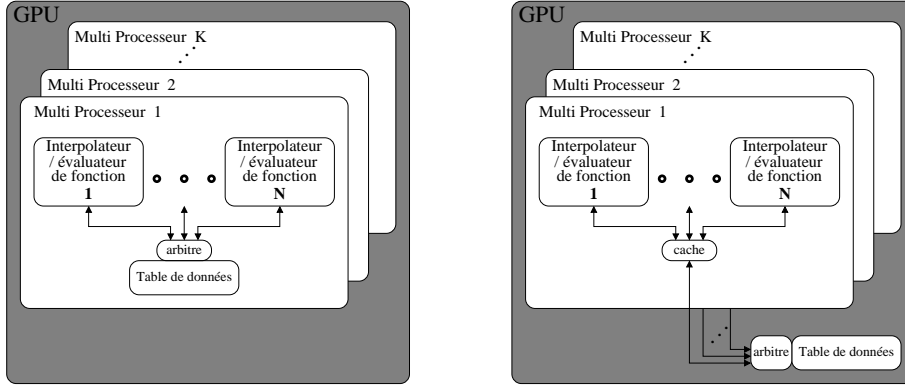 GPU
Multi Processeur K
Multi Processeur 2
Multi Processeur 1
Interpolateur
/ évaluateur
de fonction
1
Interpolateur
/ évaluateur
de fonction
N
arbitre
Table de données
GPU
Multi Processeur K
Multi Processeur 2
Multi Processeur 1
Interpolateur
/ évaluateur
de fonction
1
Interpolateur
/ évaluateur
de fonction
N
cache
arbitre
Table de données